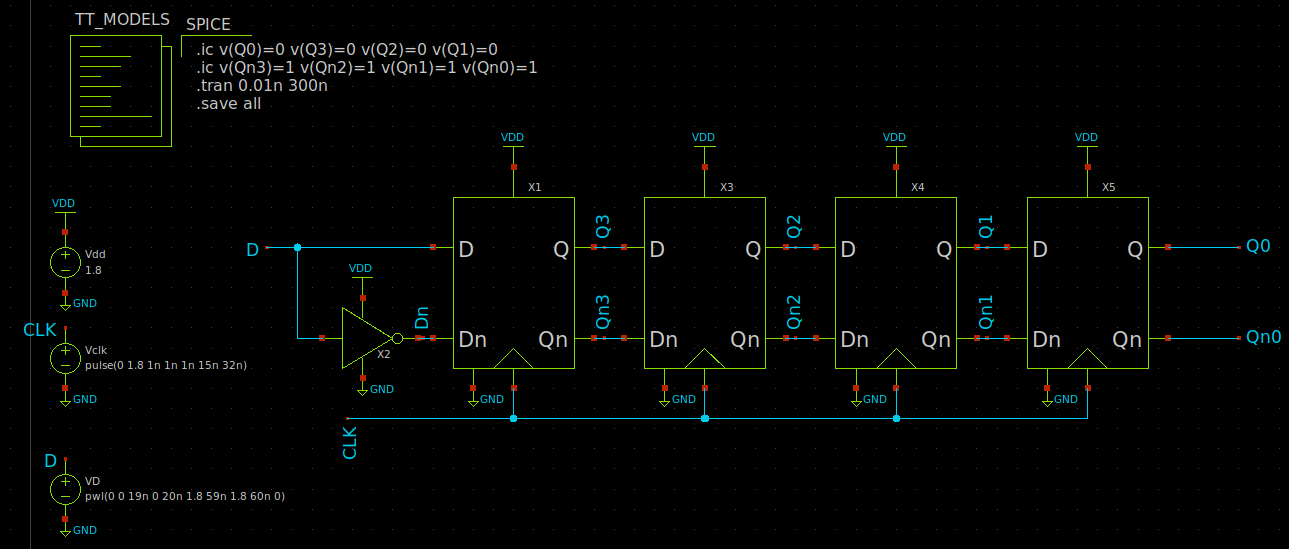 TT_MODELS
SPICE
.ic v(Q0)=0 v(Q3)=0 v(Q2)=0 v(Q1)=0
.ic v(Qn3)=1 v(Qn2)=1 v(Qn1)=1 v(Qn0)=1
.tran 0.01n 300n
.save all
VDD
VDD
VDD
VDD
X1
X3
X4
X5
VDD
Vdd
1.8
GND
D
D
Q
Q3
D
Q
Q2
D
Q
Q1
D
Q
Q0
VDD
X2
GND
Dn
Dn
Qn
Qn3
Dn
Qn
Qn2
Dn
Qn
Qn1
Dn
Qn
Qn0
CLK
Vclk
pulse(0 1.8 1n 1n 1n 15n 32n)
GND
GND
GND
GND
GND
CLK
D
VD
pwl(0 0 19n 0 20n 1.8 59n 1.8 60n 0)
GND